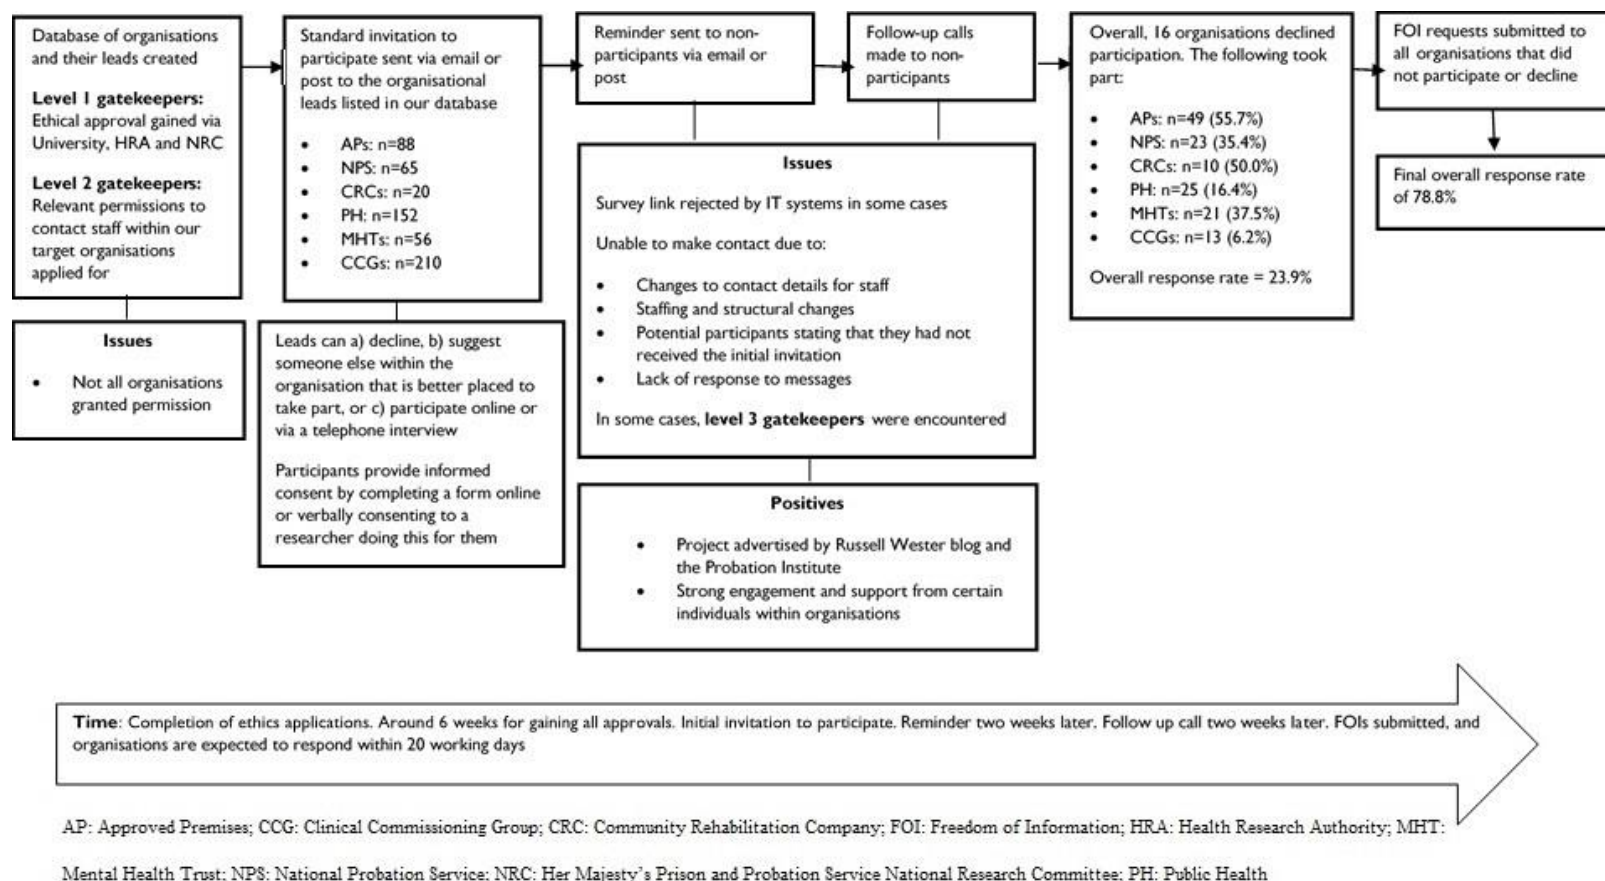 Database of organisations
and their leads created
Level 1 gatekeepers:
Ethical approval gained via
University, HRA and NRC
Level 2 gatekeepers:
Relevant permissions to
contact staff within our
target organisations
applied for
Issues
• Not all organisations
granted permission
Standard invitation to
participate sent via email or
post to the organisational
leads listed in our database
• APs: n=88
• NPS: n=65
• CRCs: n=20
• PH: n=152
• MHTs: n=56
• CCGs: n=210
Leads can a) decline, b) suggest
someone else within the
organisation that is better placed to
take part, or c) participate online or
via a telephone interview
Participants provide informed
consent by completing a form online
or verbally consenting to a
researcher doing this for them
Reminder sent to non-
participants via email or
post
Follow-up calls
made to non-
participants
Issues
Survey link rejected by IT systems in some cases
Unable to make contact due to:
• Changes to contact details for staff
• Staffing and structural changes
• Potential participants stating that they had not
received the initial invitation
• Lack of response to messages
In some cases, level 3 gatekeepers were encountered
Positives
• Project advertised by Russell Wester blog and
the Probation Institute
• Strong engagement and support from certain
individuals within organisations
Overall, 16 organisations declined
participation. The following took
part:
• APs: n=49 (55.7%)
• NPS: n=23 (35.4%)
• CRCs: n=10 (50.0%)
• PH: n=25 (16.4%)
• MHTs: n=21 (37.5%)
• CCGs: n=13 (6.2%)
Overall response rate = 23.9%
FOI requests submitted to
all organisations that did
not participate or decline
Final overall response rate
of 78.8%
Time: Completion of ethics applications. Around 6 weeks for gaining all approvals. Initial invitation to participate. Reminder two weeks later. Follow up call two weeks later. FOIs submitted, and
organisations are expected to respond within 20 working days
AP: Approved Premises; CCG: Clinical Commissioning Group; CRC: Community Rehabilitation Company; FOI: Freedom of Information; HRA: Health Research Authority; MHT:
Mental Health Trust; NPS: National Probation Service; NRC: Her Majesty's Prison and Probation Service National Research Committee; PH: Public Health